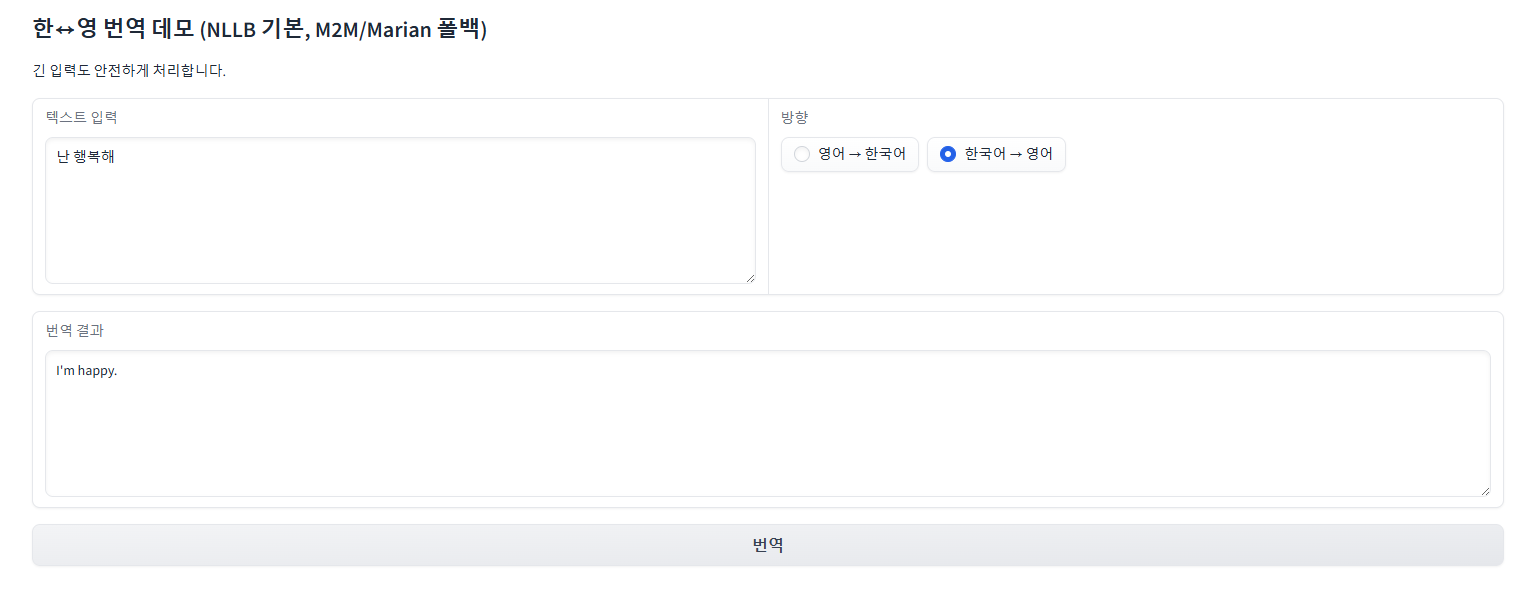 한↔영 번역 데모 (NLLB 기본, M2M/Marian 폴백)
긴 입력도 안전하게 처리합니다.
텍스트 입력
난 행복해
방향
영어 → 한국어
한국어 → 영어
번역 결과
I'm happy.
번역